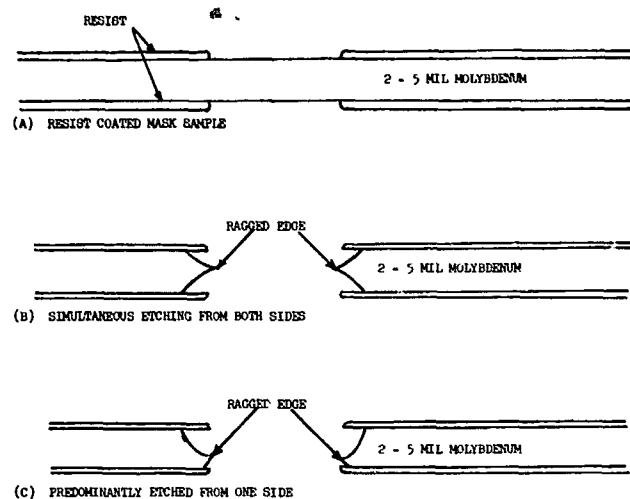 RESIST
2 - 5 MIL MOLYBDENUM
(A) RESIST COATED MASK SAMPLE
RAGGED EDGE
2 - 5 MIL MOLYBDENUM
(B) SIMULTANEOUS ETCHING FROM BOTH SIDES
RAGGED EDGE
2 - 5 MIL MOLYBDENUM
(C) PREDOMINANTLY ETCHED FROM ONE SIDE